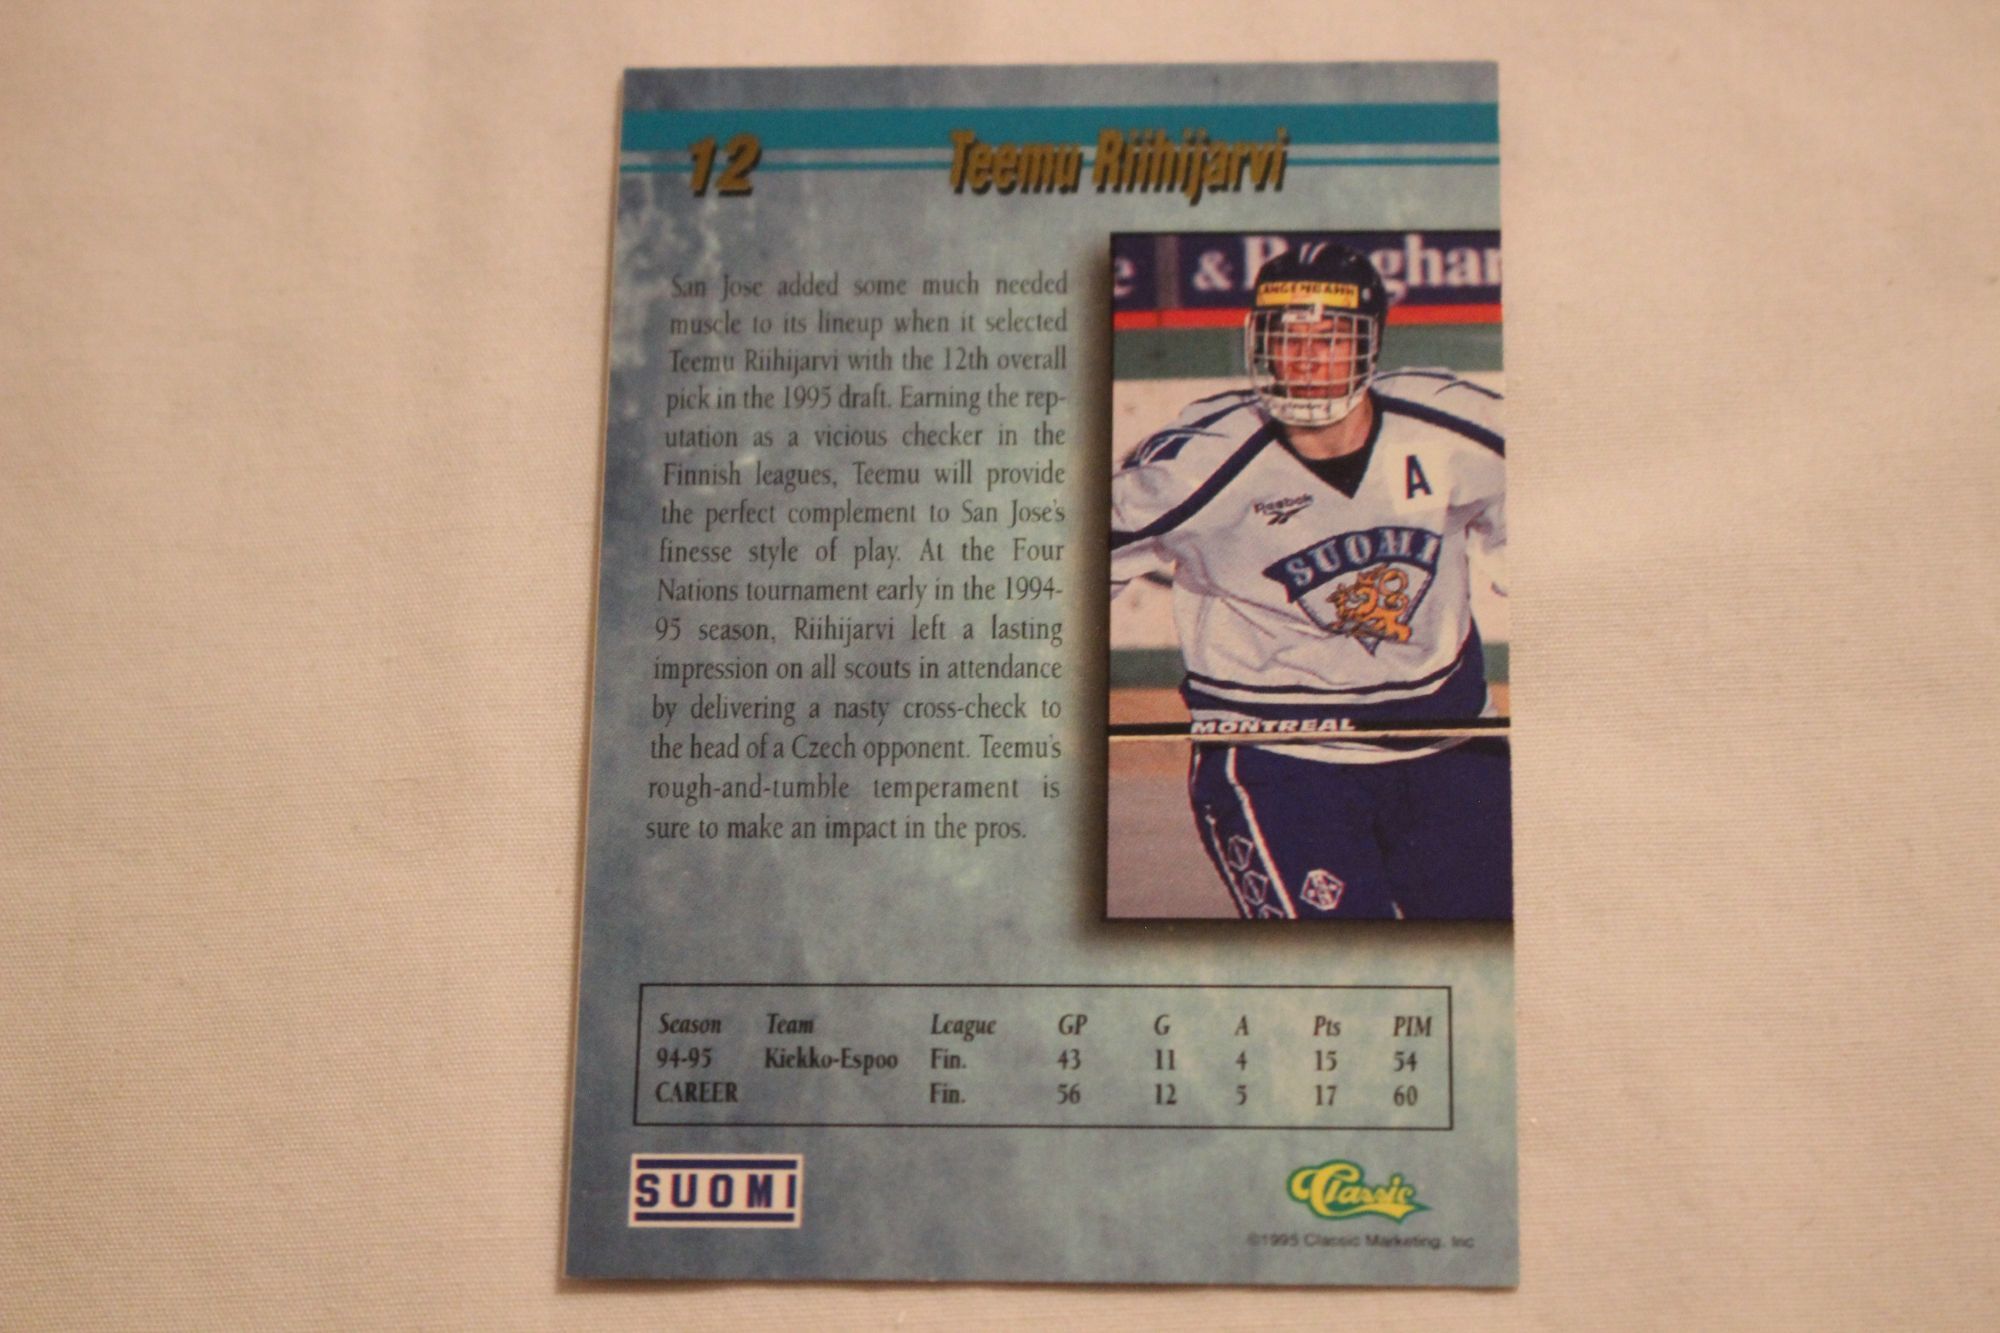 12
Teemu Riihijarvi
San Jose added some much needed
muscle to its lineup when it selected
Teemu Riihijarvi with the 12th overall
pick in the 1995 draft. Earning the rep-
utation as a vicious checker in the
Finnish leagues, Teemu will provide
the perfect complement to San Jose's
finesse style of play. At the Four
Nations tournament early in the 1994-
95 season, Riihijarvi left a lasting
impression on all scouts in attendance
by delivering a nasty cross-check to
the head of a Czech opponent. Teemu's
rough-and-tumble temperament is
sure to make an impact in the pros.
&
A
Reebok
SUOMI
MONTREAL
Season Team League GP G A Pts PIM
94-95 Kiekko-Espoo Fin. 43 11 4 15 54
CAREER Fin. 56 12 5 17 60
SUOMI
Classic
©1995 Classic Marketing, Inc